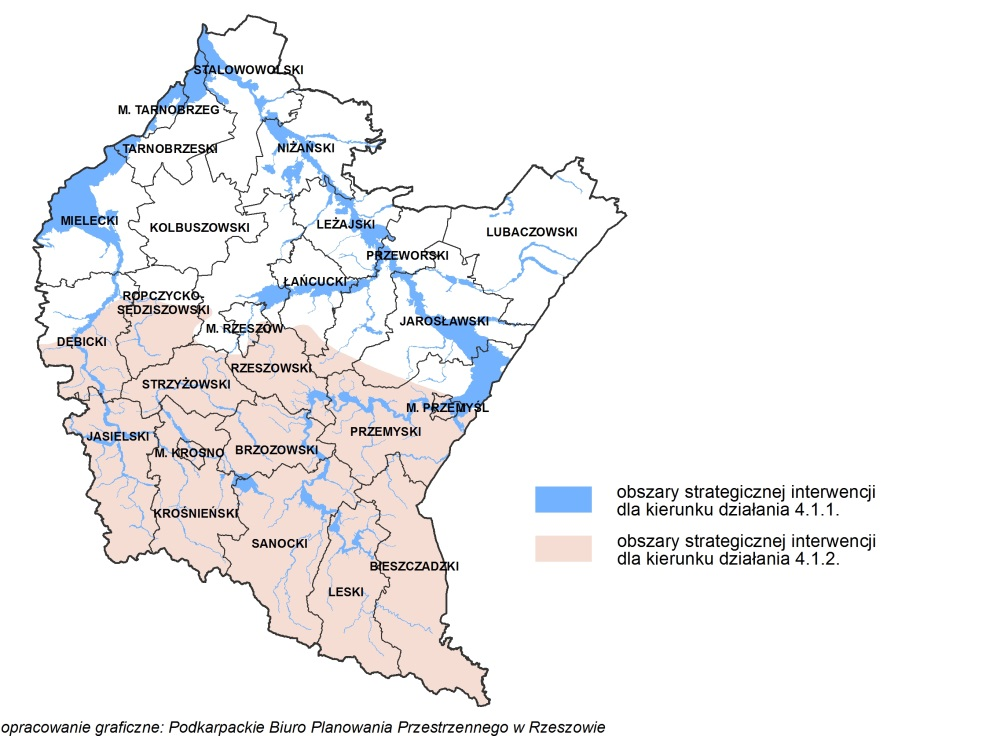 STALOWOWOLSKI
M. TARNOBRZEG
TARNOBRZESKI
NIŻAŃSKI
MIELECKI
KOLBUSZOWSKI
LEŻAJSKI
LUBACZOWSKI
PRZEWORSKI
ŁAŃCUCKI
ROPCZYCKO-
SĘDZISZOWSKI
M. RZESZÓW
JAROSŁAWSKI
DĘBICKI
RZESZOWSKI
STRZYŻOWSKI
M. PRZEMYŚL
JASIELSKI
PRZEMYSKI
M. KROSNO
BRZOZOWSKI
KROŚNIEŃSKI
SANOCKI
BIESZCZADZKI
LESKI
obszary strategicznej interwencji
dla kierunku działania 4.1.1.
obszary strategicznej interwencji
dla kierunku działania 4.1.2.
opracowanie graficzne: Podkarpackie Biuro Planowania Przestrzennego w Rzeszowie